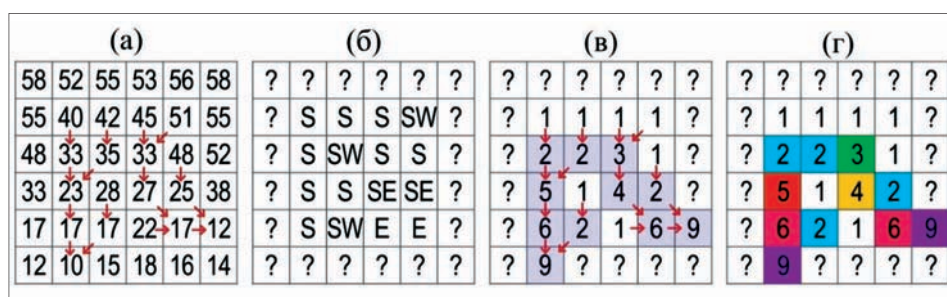 (а)
58 52 55 53 56 58
55 40 42 45 51 55
48 33 35 33 48 52
33 23 28 27 25 38
17 17 17 22 17 12
12 10 15 18 16 14
(б)
? ? ? ? ? ?
? S S S SW ?
? S SW S S ?
? S S SE SE ?
? S SW E E ?
? ? ? ? ? ?
(в)
? ? ? ? ? ?
? 1 1 1 1 ?
? 2 2 3 1 ?
? 5 1 4 2 ?
? 6 2 1 6 9
? 9 ? ? ? ?
(г)
? ? ? ? ? ?
? 1 1 1 1 ?
? 2 2 3 1 ?
? 5 1 4 2 ?
? 6 2 1 6 9
? 9 ? ? ? ?